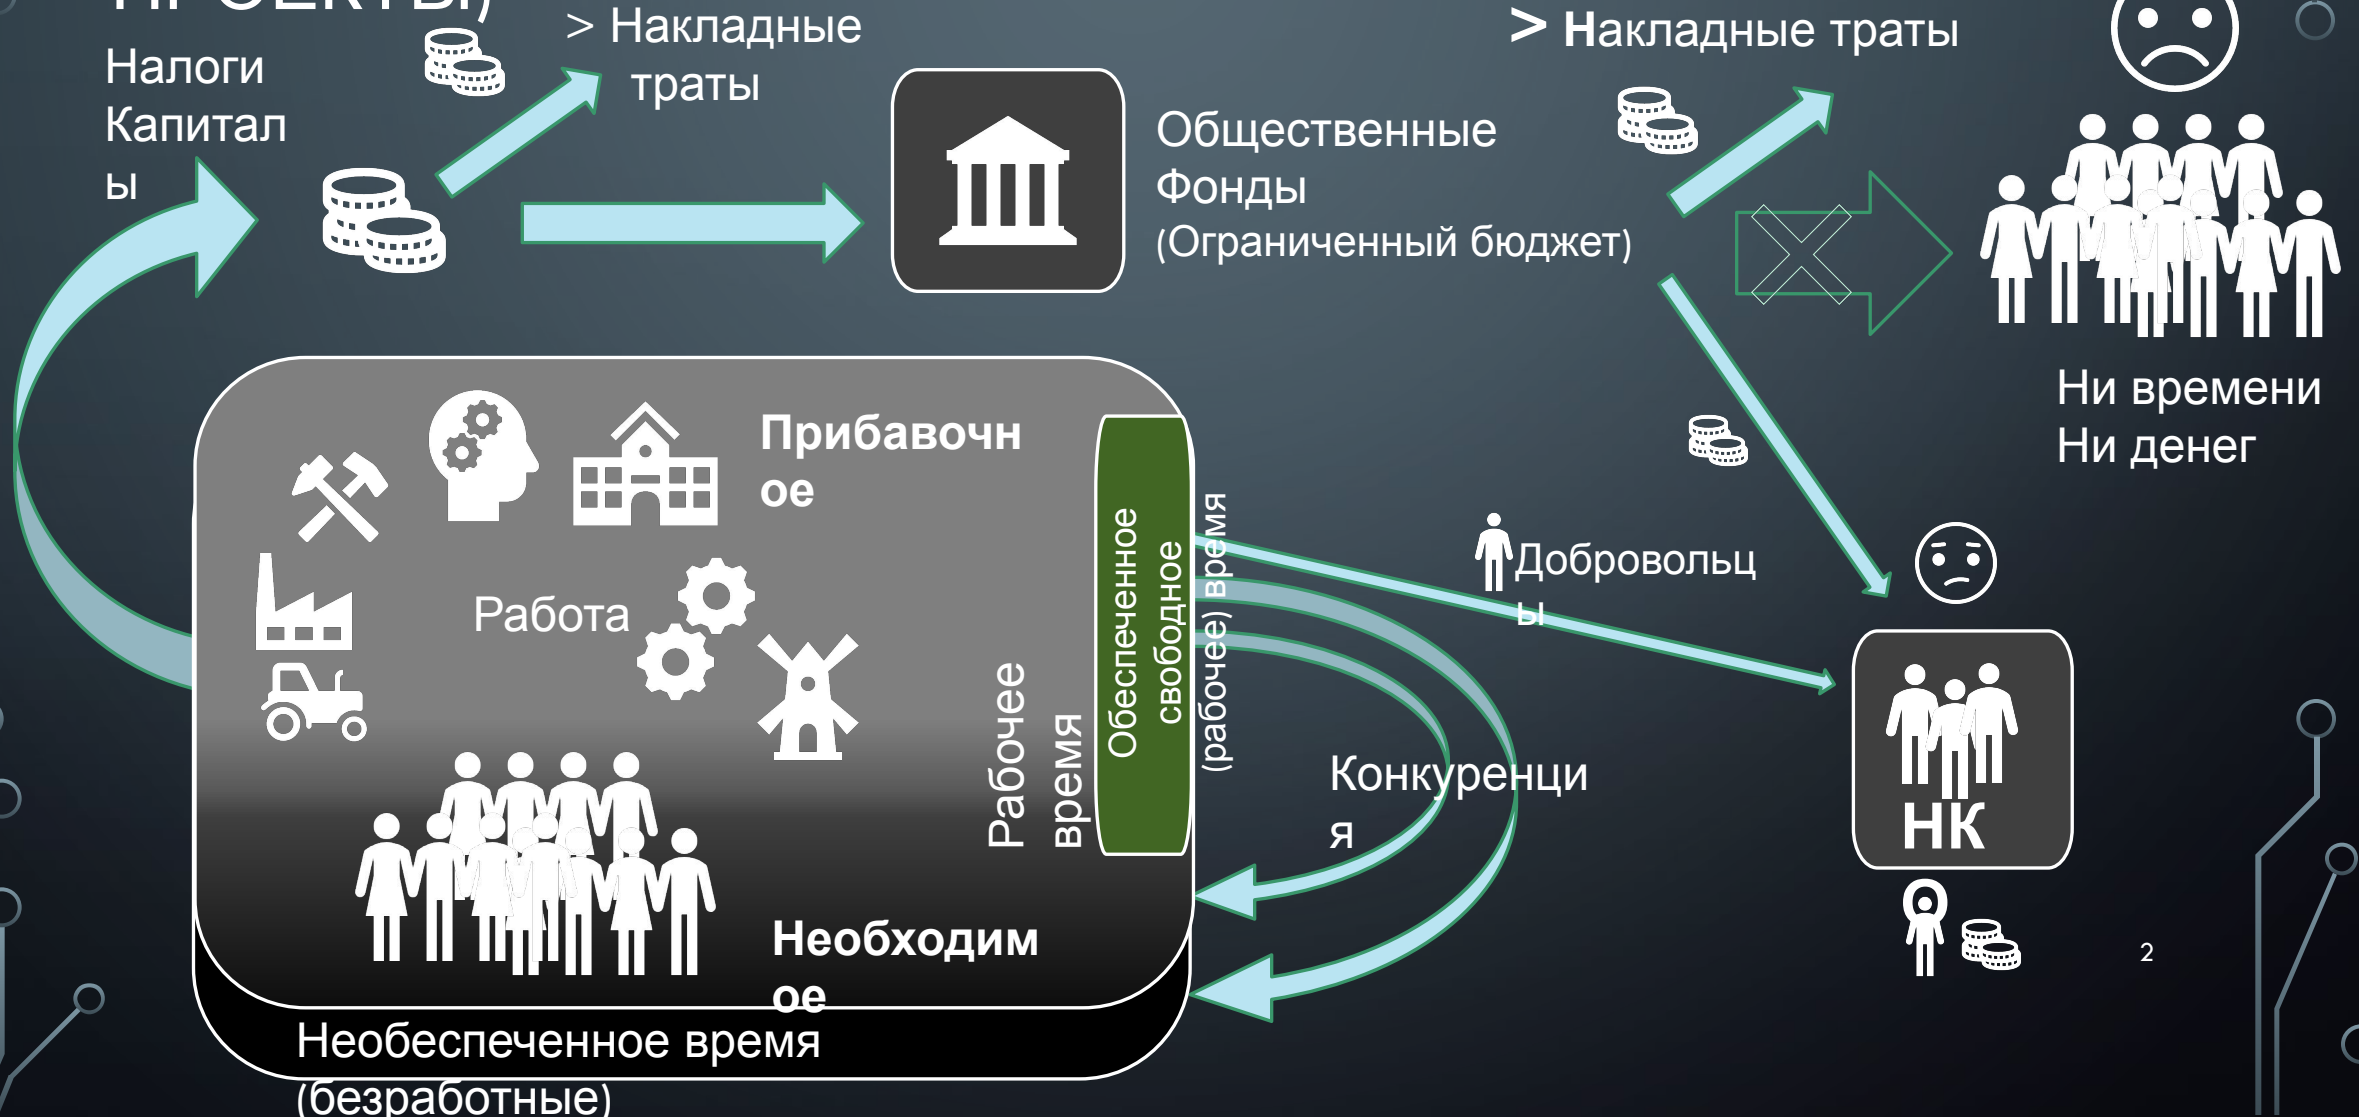 ПРОЕКТЫ)
Налоги
Капитал
ы
> Накладные
траты
> Накладные траты
Общественные
Фонды
(Ограниченный бюджет)
Ни времени
Ни денег
Прибавочн
ое
Работа
Рабочее
время
Обеспеченное
свободное
(рабочее) время
Добровольц
ы
Конкуренци
я
НК
Необходим
ое
Необеспеченное время
(безработные)
2